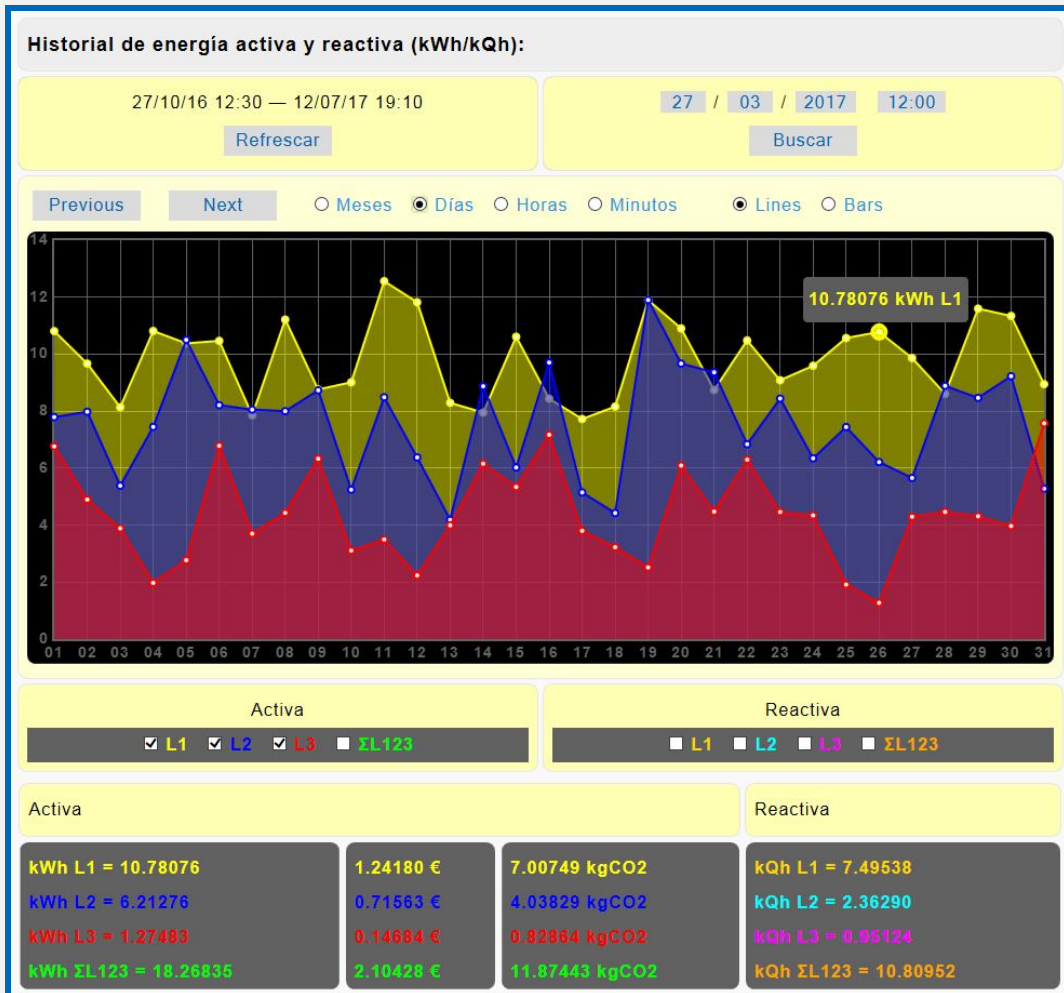 Historial de energía activa y reactiva (kWh/kQh):
27/10/16 12:30 — 12/07/17 19:10
27 / 03 / 2017 12:00
Refrescar
Buscar
Previous Next Meses Días Horas Minutos Lines Bars
14
12
10
8
6
4
2
0
10.78076 kWh L1
01 02 03 04 05 06 07 08 09 10 11 12 13 14 15 16 17 18 19 20 21 22 23 24 25 26 27 28 29 30 31
Activa
L1 L2 L3 ΣL123
Reactiva
L1 L2 L3 ΣL123
Activa
Reactiva
kWh L1 = 10.78076 1.24180 € 7.00749 kgCO2 kQh L1 = 7.49538
kWh L2 = 6.21276 0.71563 € 4.03829 kgCO2 kQh L2 = 2.36290
kWh L3 = 1.27483 0.14684 € 0.82864 kgCO2 kQh L3 = 0.95124
kWh ΣL123 = 18.26835 2.10428 € 11.87443 kgCO2 kQh ΣL123 = 10.80952